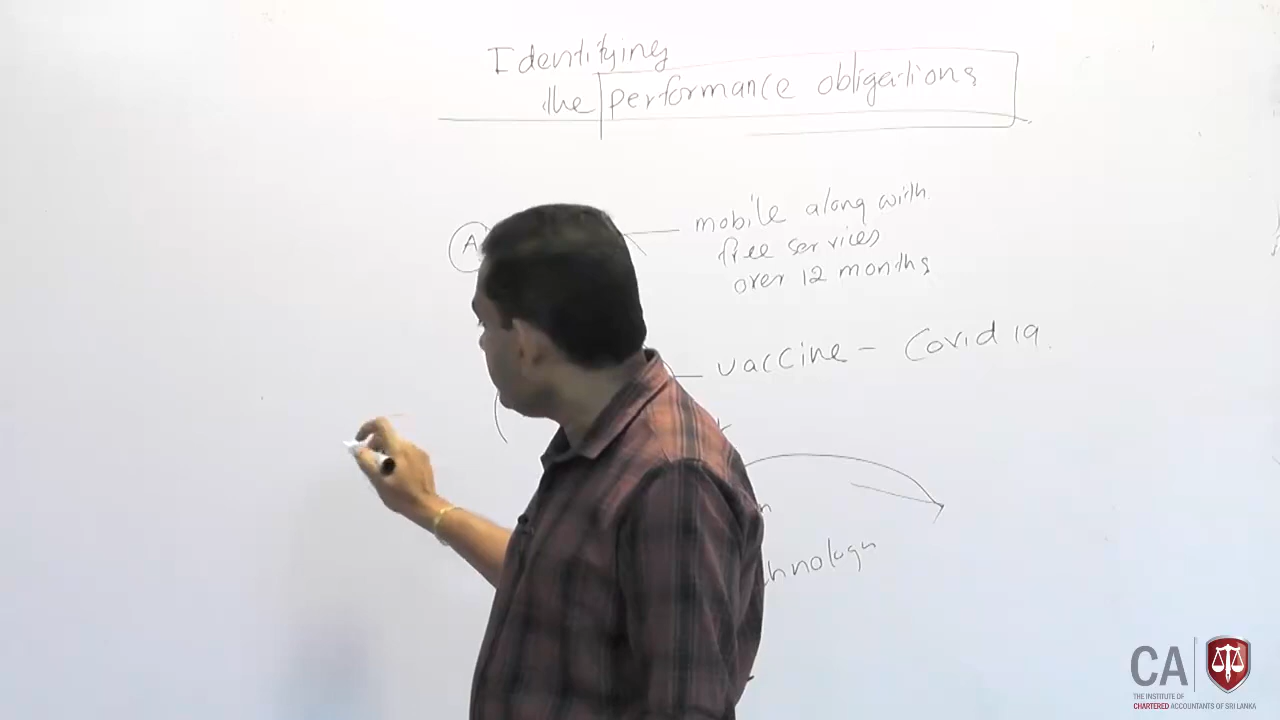 Identifying
the performance obligations
A
mobile along with
free services
over 12 months
vaccine - Covid 19
CA
THE INSTITUTE OF
CHARTERED ACCOUNTANTS OF SRI LANKA